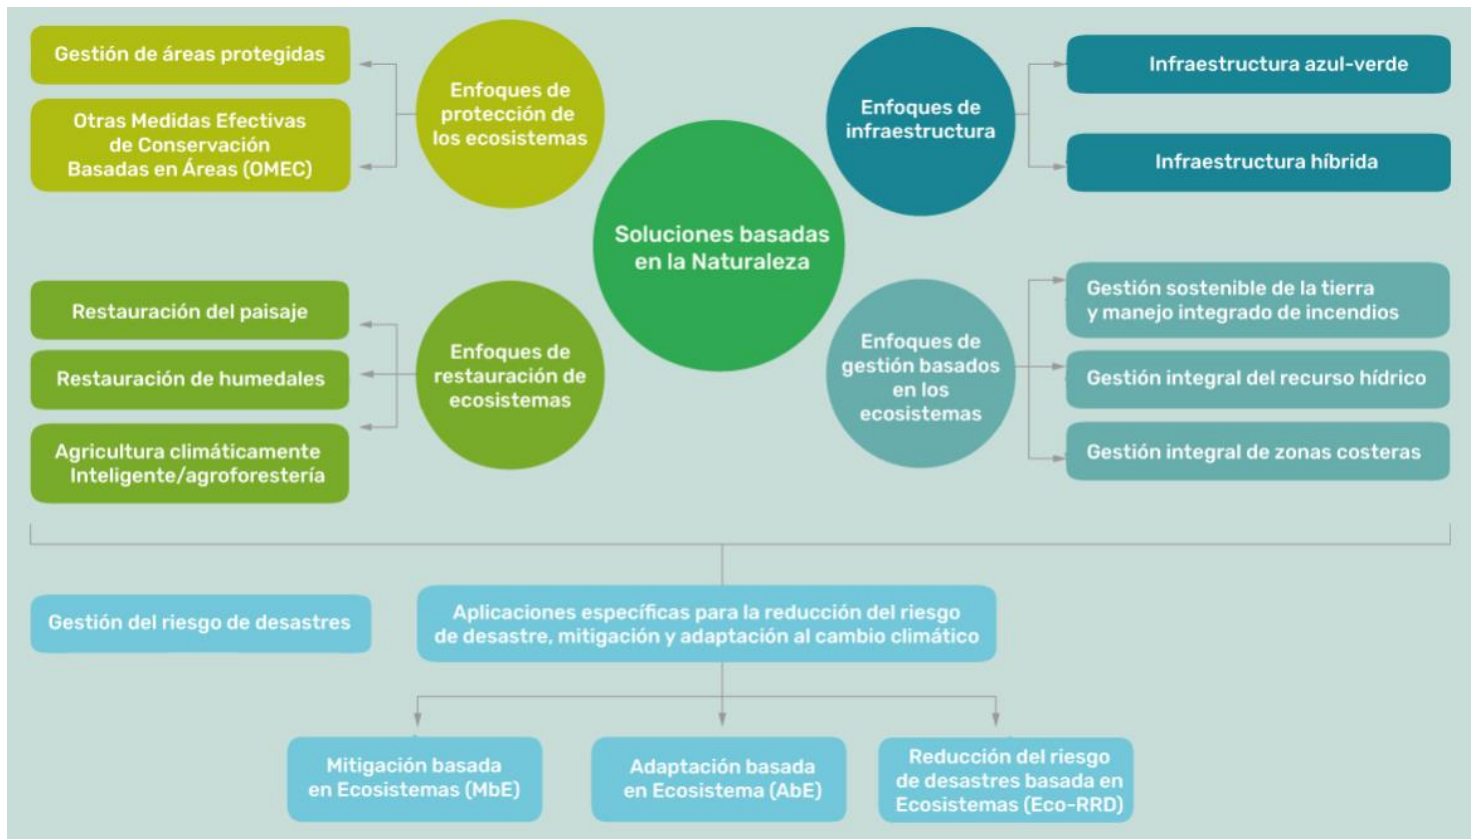 Gestión de áreas protegidas
Otras Medidas Efectivas
de Conservación
Basadas en Áreas (OMEC)
Enfoques de
protección de
los ecosistemas
Soluciones basadas
en la Naturaleza
Enfoques de
infraestructura
Infraestructura azul-verde
Infraestructura híbrida
Restauración del paisaje
Restauración de humedales
Agricultura climáticamente
Inteligente/agroforestería
Enfoques de
restauración de
ecosistemas
Enfoques de
gestión basados
en los
ecosistemas
Gestión sostenible de la tierra
y manejo integrado de incendios
Gestión integral del recurso hídrico
Gestión integral de zonas costeras
Gestión del riesgo de desastres
Aplicaciones específicas para la reducción del riesgo
de desastre, mitigación y adaptación al cambio climático
Mitigación basada
en Ecosistemas (MbE)
Adaptación basada
en Ecosistema (AbE)
Reducción del riesgo
de desastres basada en
Ecosistemas (Eco-RRD)